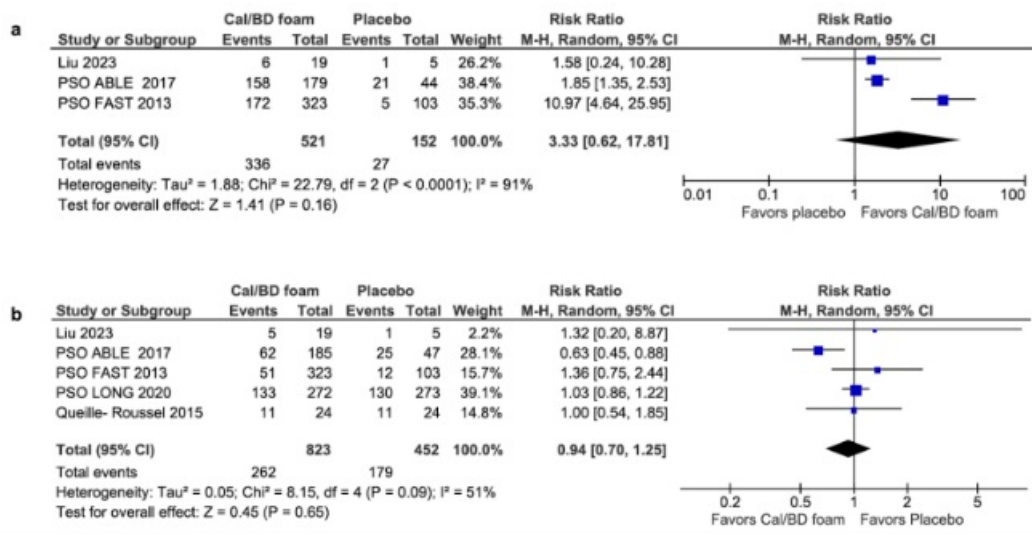 a
Cal/BD foam Placebo Risk Ratio Risk Ratio
Study or Subgroup Events Total Events Total Weight M-H, Random, 95% CI M-H, Random, 95% CI
Liu 2023 6 19 1 5 26.2% 1.58 [0.24, 10.28]
PSO ABLE 2017 158 179 21 44 38.4% 1.85 [1.35, 2.53]
PSO FAST 2013 172 323 5 103 35.3% 10.97 [4.64, 25.95]
Total (95% CI) 521 152 100.0% 3.33 [0.62, 17.81]
Total events 336 27
Heterogeneity: Tau² = 1.88; Chi² = 22.79, df = 2 (P < 0.0001); I² = 91%
Test for overall effect: Z = 1.41 (P = 0.16)
0.01 0.1 1 10 100
Favors placebo Favors Cal/BD foam
b
Cal/BD foam Placebo Risk Ratio Risk Ratio
Study or Subgroup Events Total Events Total Weight M-H, Random, 95% CI M-H, Random, 95% CI
Liu 2023 5 19 1 5 2.2% 1.32 [0.20, 8.87]
PSO ABLE 2017 62 185 25 47 28.1% 0.63 [0.45, 0.88]
PSO FAST 2013 51 323 12 103 15.7% 1.36 [0.75, 2.44]
PSO LONG 2020 133 272 130 273 39.1% 1.03 [0.86, 1.22]
Queille- Roussel 2015 11 24 11 24 14.8% 1.00 [0.54, 1.85]
Total (95% CI) 823 452 100.0% 0.94 [0.70, 1.25]
Total events 262 179
Heterogeneity: Tau² = 0.05; Chi² = 8.15, df = 4 (P = 0.09); I² = 51%
Test for overall effect: Z = 0.45 (P = 0.65)
0.2 0.5 1 2 5
Favors Cal/BD foam Favors Placebo